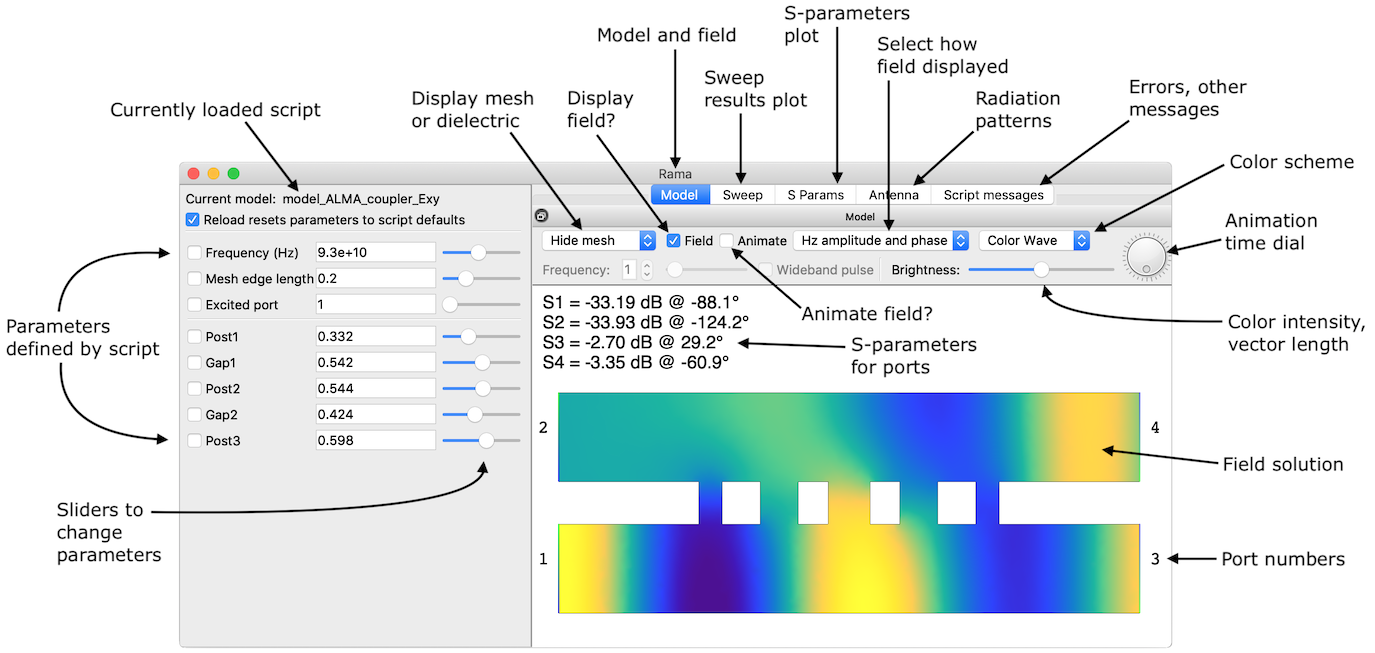 S-parameters
plot
Model and field
Select how
field displayed
Sweep
results plot
Errors, other
messages
Currently loaded script
Display mesh
or dielectric
Display
field?
Radiation
patterns
Color scheme
Rama
Current model: model_ALMA_coupler_Exy
Model
Sweep
S Params
Antenna
Script messages
Reload resets parameters to script defaults
Model
Animation
time dial
Hide mesh
Field
Animate
Hz amplitude and phase
Color Wave
Frequency (Hz) 9.3e+10
Frequency: 1
Wideband pulse
Brightness:
Mesh edge length 0.2
Excited port 1
S1 = -33.19 dB @ -88.1°
S2 = -33.93 dB @ -124.2°
S3 = -2.70 dB @ 29.2°
S4 = -3.35 dB @ -60.9°
Animate field?
Color intensity,
vector length
Parameters
defined by script
S-parameters
for ports
Post1 0.332
Gap1 0.542
Post2 0.544
Gap2 0.424
Post3 0.598
2
4
Field solution
Sliders to
change
parameters
1
3
Port numbers